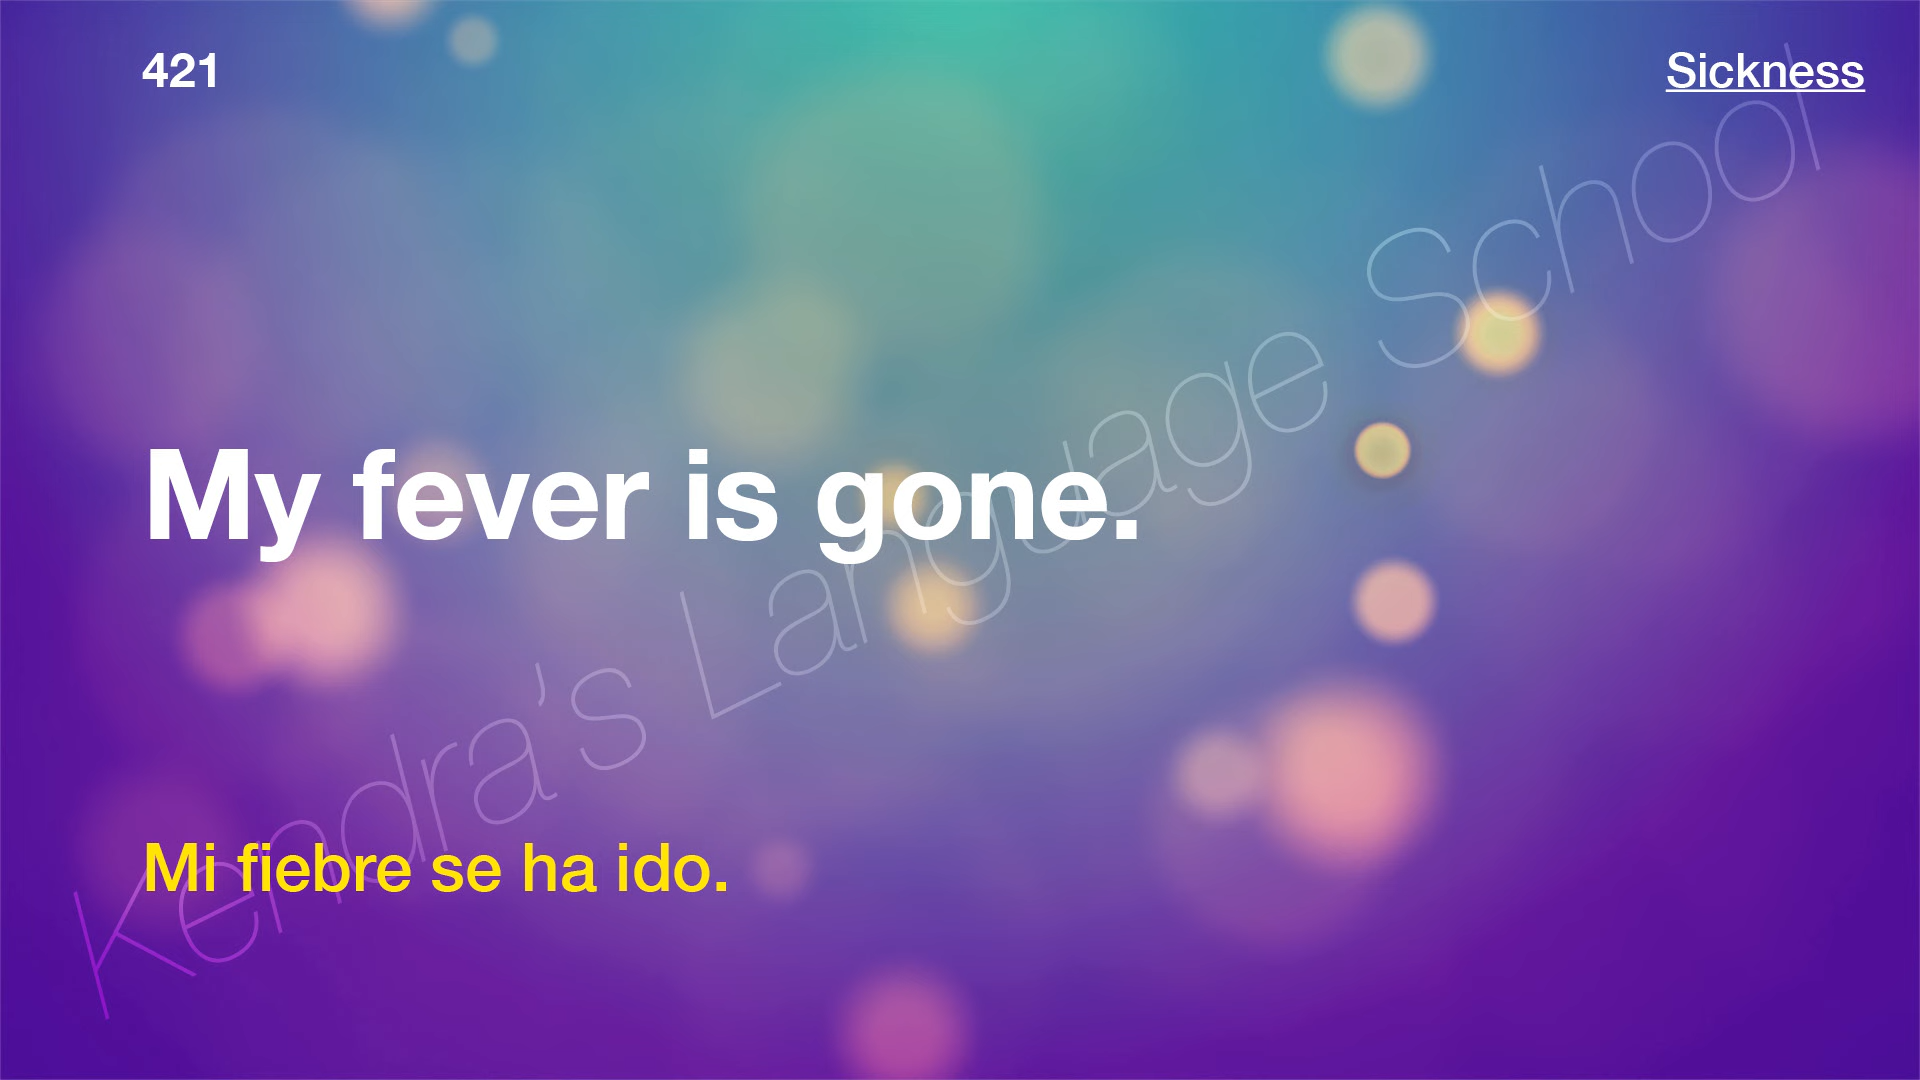 421
Sickness
My fever is gone.
Mi fiebre se ha ido.
Kendra's Language School